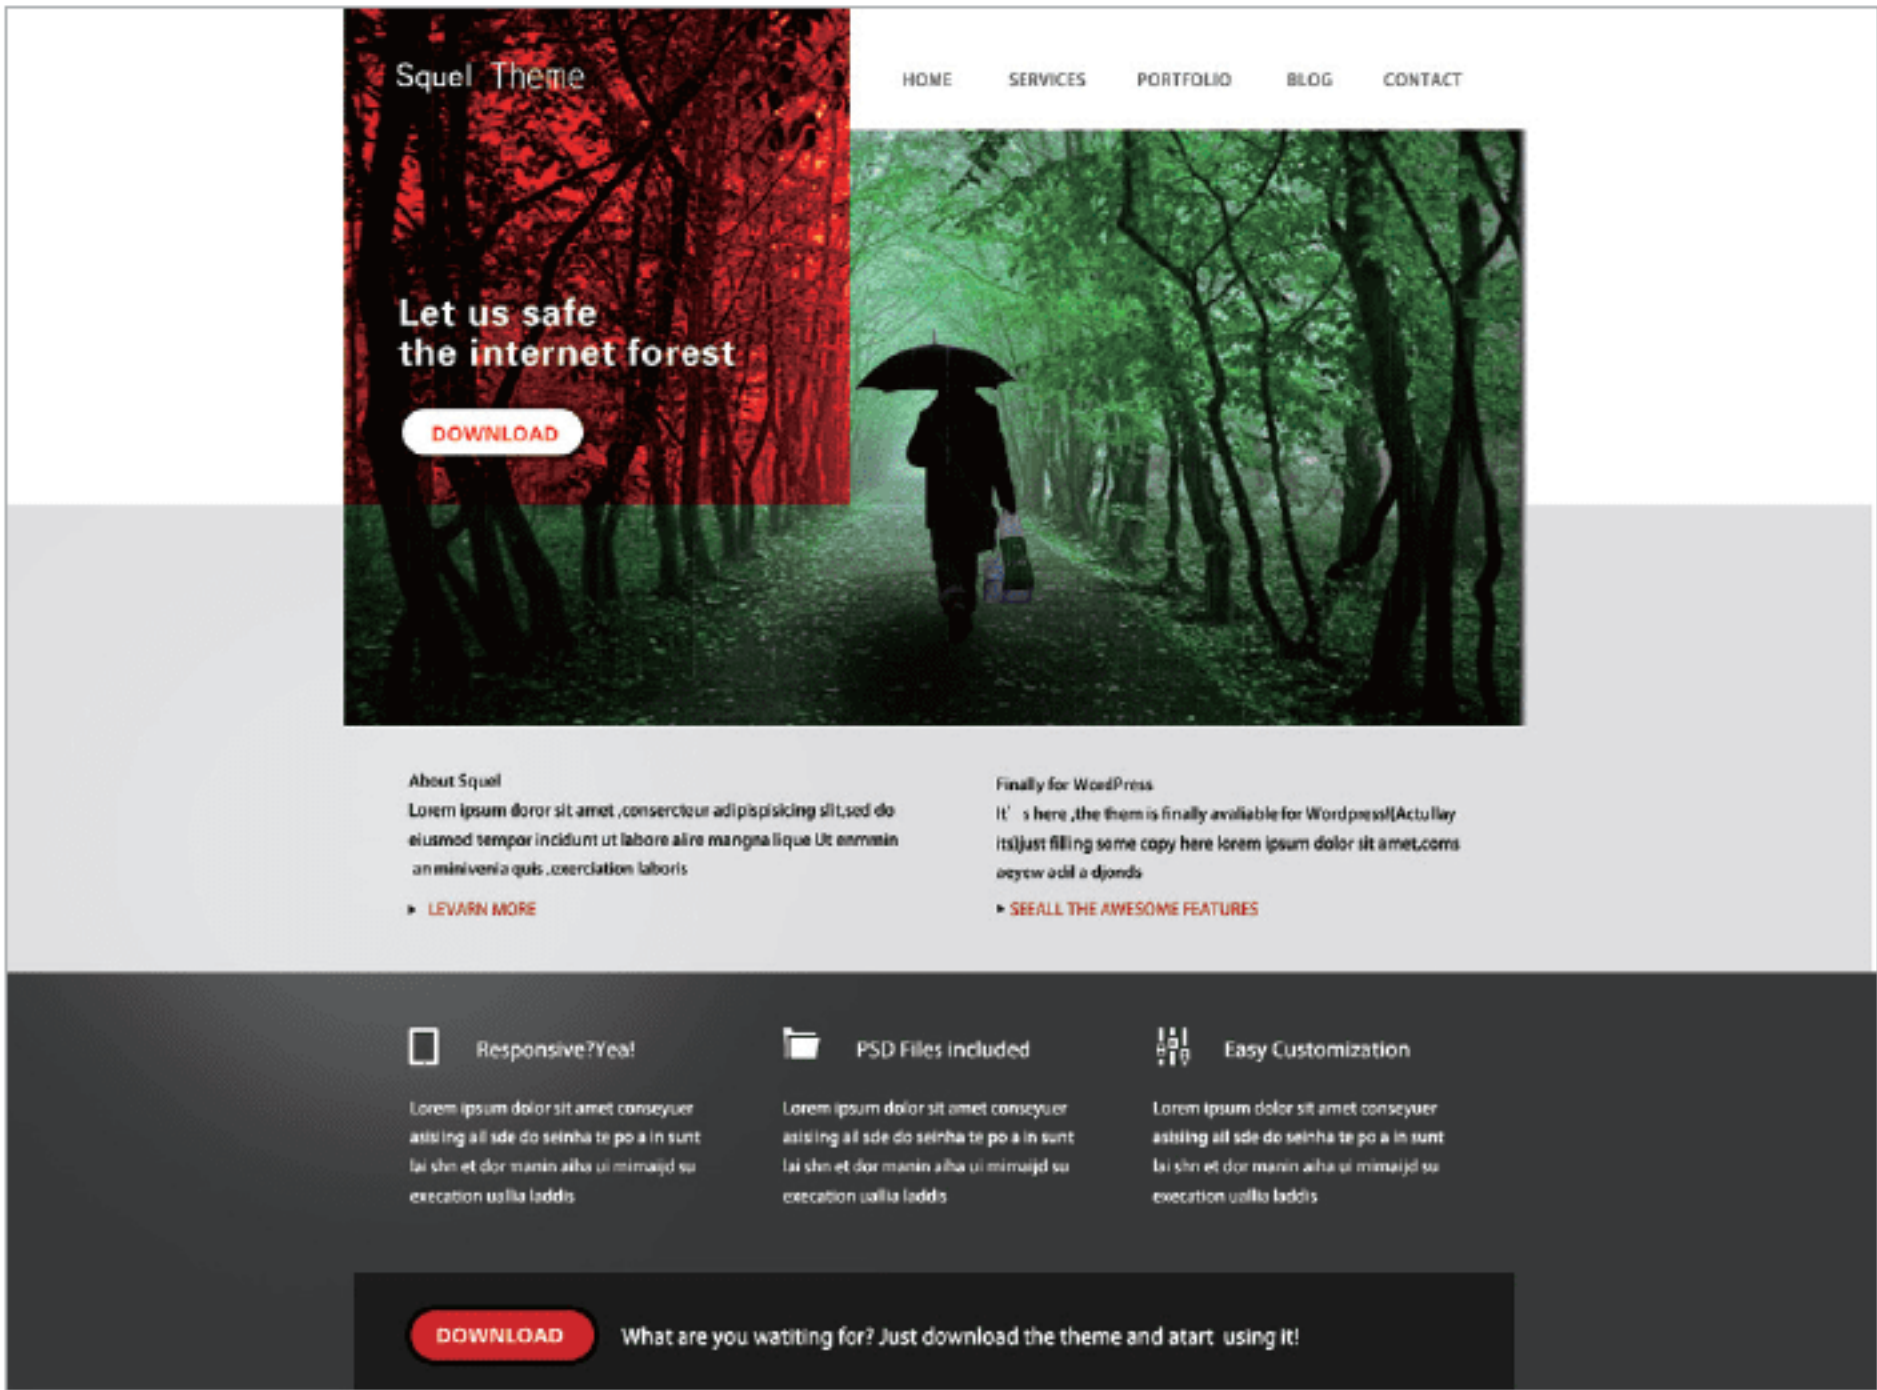 Squel Theme
HOME SERVICES PORTFOLIO BLOG CONTACT
Let us safe
the internet forest
DOWNLOAD
About Squel
Lorem ipsum doror sit amet ,consercteur adipispisicing slit,sed do
eiusmod tempor incidunt ut labore alire mangna lique Ut enmmin
an minivenia quis ,exerciation laboris
LEVARN MORE
Finally for WordPress
It' s here ,the them is finally avaliable for Wordpress!(Actullay
its)just filling some copy here lorem ipsum dolor sit amet,coms
aeyew adil a djonds
SEEALL THE AWESOME FEATURES
Responsive?Yea!
Lorem ipsum dolor sit amet conseyuer
asisiing ail sde do seinha te po a in sunt
lai shn et dor manin aiha ui mimaijd su
execation uallia laddis
PSD Files included
Lorem ipsum dolor sit amet conseyuer
asisiing ail sde do seinha te po a in sunt
lai shn et dor manin aiha ui mimaijd su
execation uallia laddis
Easy Customization
Lorem ipsum dolor sit amet conseyuer
asisiing ail sde do seinha te po a in sunt
lai shn et dor manin aiha ui mimaijd su
execation uallia laddis
DOWNLOAD What are you watiting for? Just download the theme and atart using it!